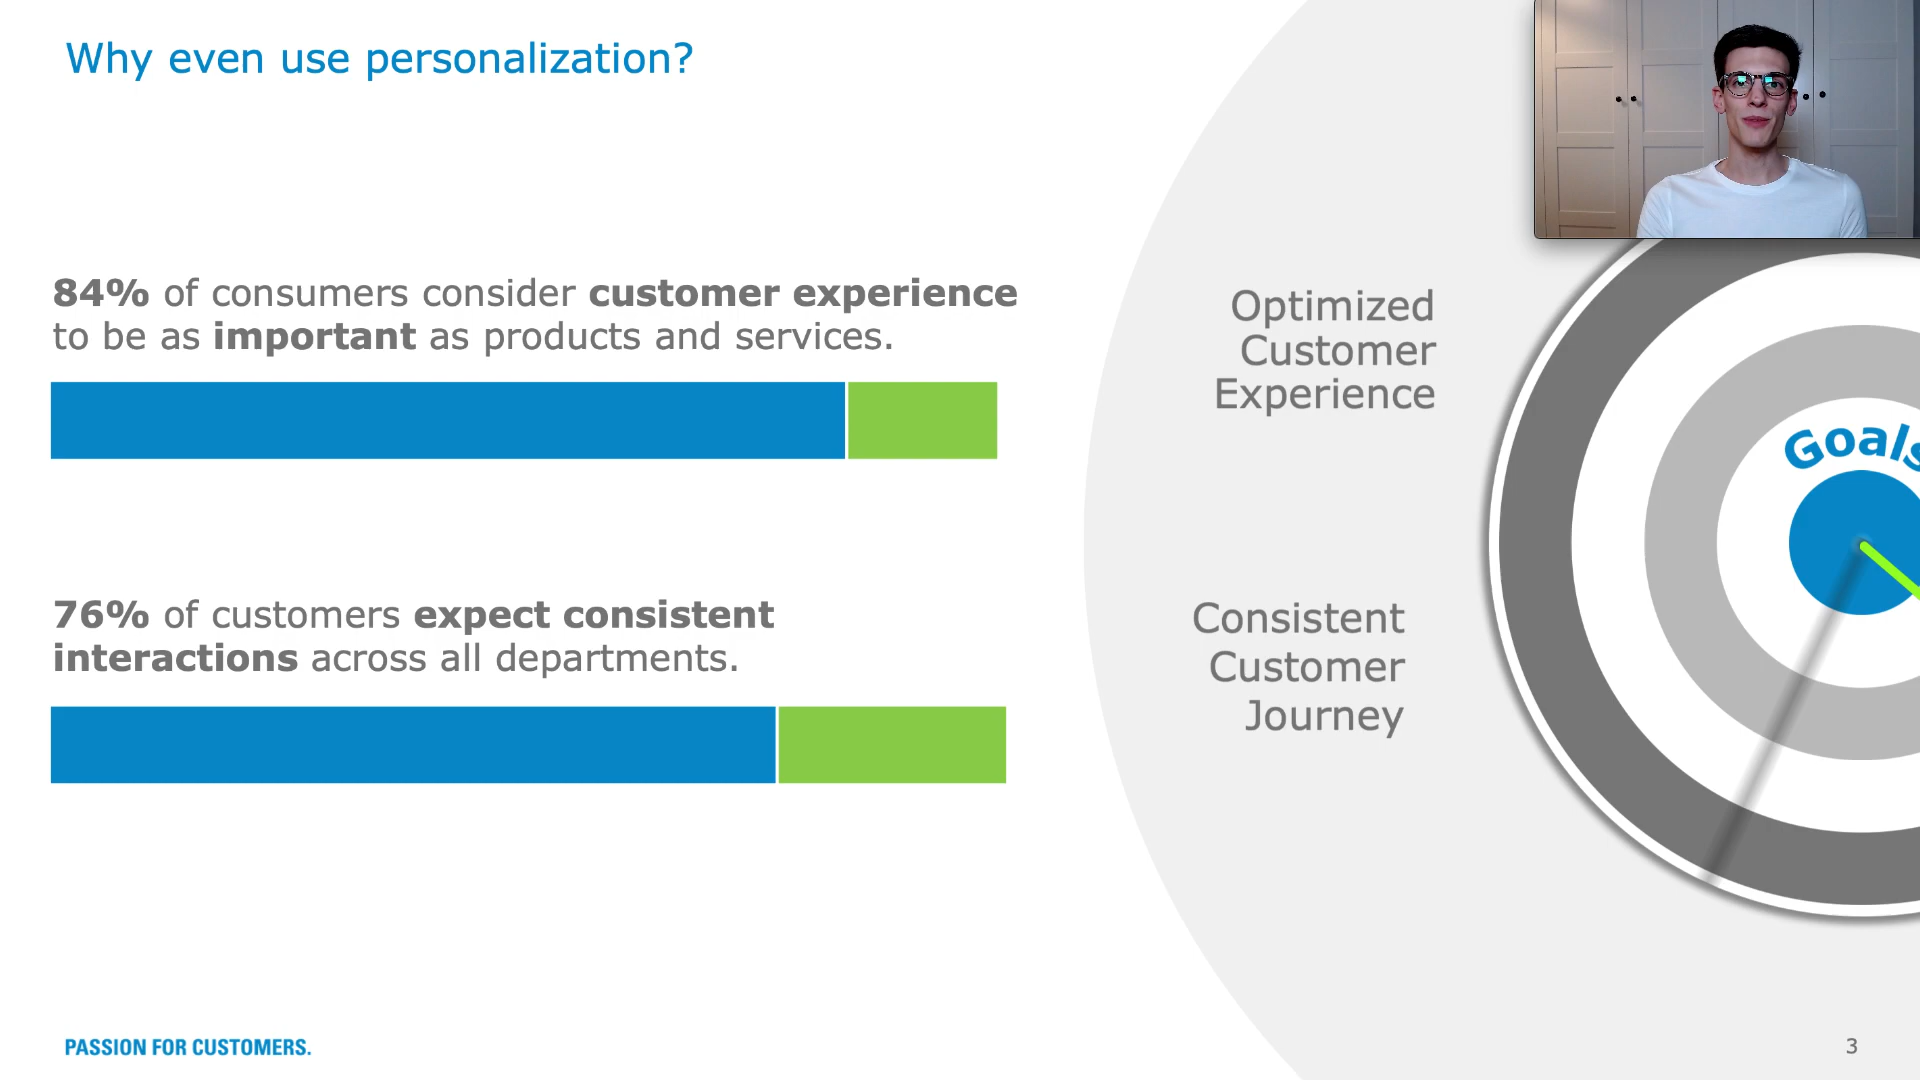 Why even use personalization?
84% of consumers consider customer experience
to be as important as products and services.
76% of customers expect consistent
interactions across all departments.
Optimized
Customer
Experience
Consistent
Customer
Journey
Goals
PASSION FOR CUSTOMERS.
3